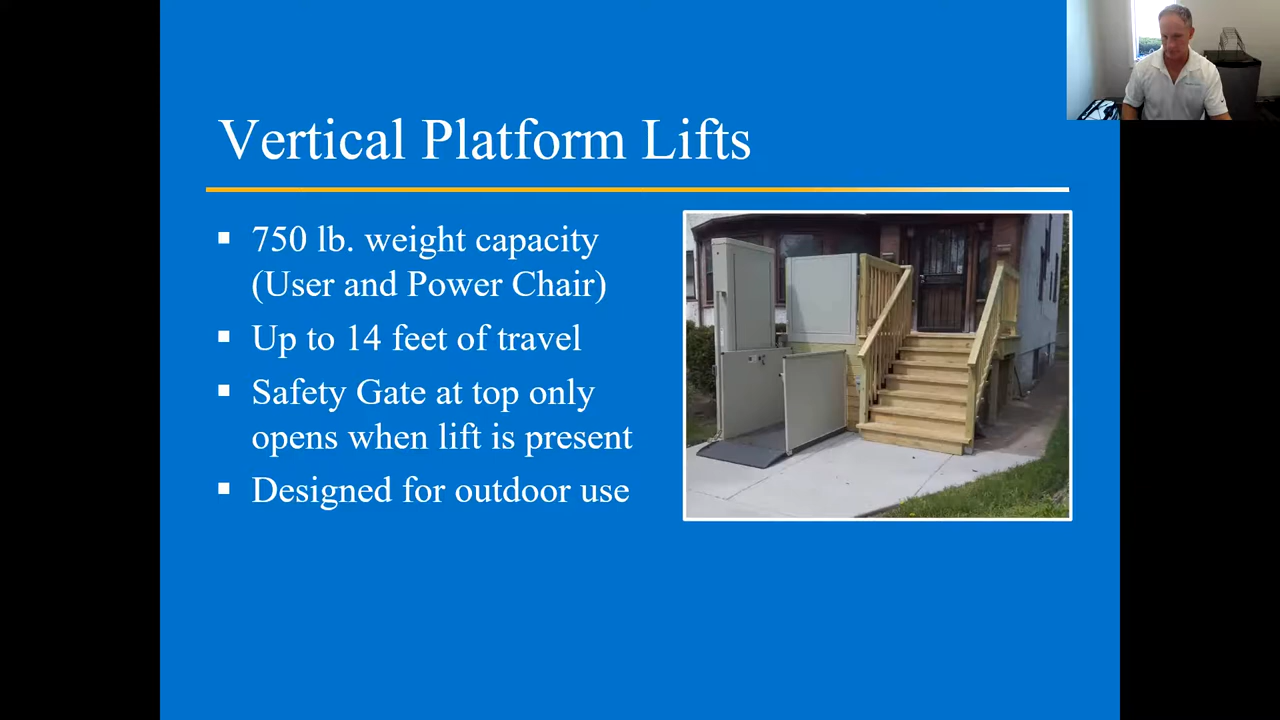 Vertical Platform Lifts
▪ 750 lb. weight capacity
(User and Power Chair)
▪ Up to 14 feet of travel
▪ Safety Gate at top only
opens when lift is present
▪ Designed for outdoor use